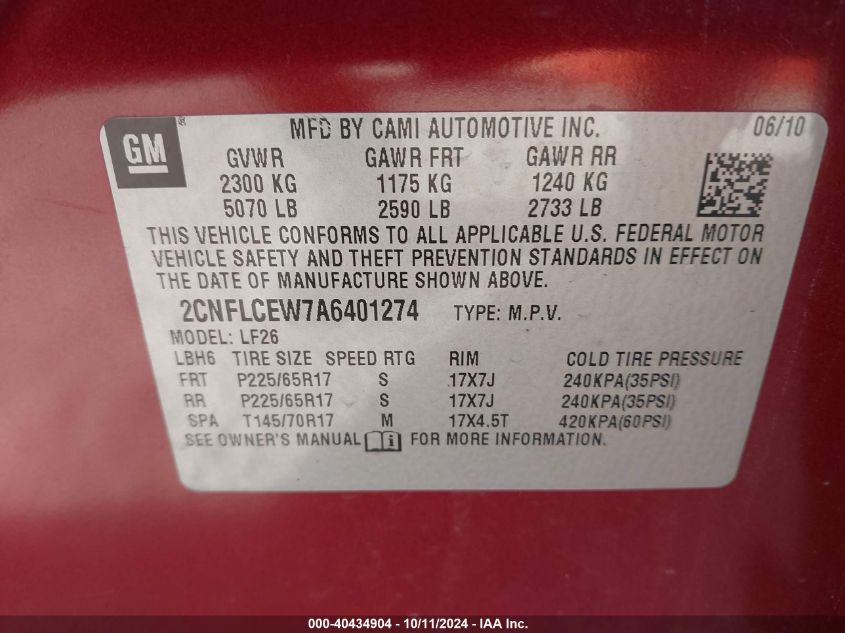 GM
MFD BY CAMI AUTOMOTIVE INC. 06/10
GVWR GAWR FRT GAWR RR
2300 KG 1175 KG 1240 KG
5070 LB 2590 LB 2733 LB
THIS VEHICLE CONFORMS TO ALL APPLICABLE U.S. FEDERAL MOTOR
VEHICLE SAFETY AND THEFT PREVENTION STANDARDS IN EFFECT ON
THE DATE OF MANUFACTURE SHOWN ABOVE.
2CNFLCEW7A6401274 TYPE: M.P.V.
MODEL: LF26
LBH6 TIRE SIZE SPEED RTG RIM COLD TIRE PRESSURE
FRT P225/65R17 S 17X7J 240KPA(35PSI)
RR P225/65R17 S 17X7J 240KPA(35PSI)
SPA T145/70R17 M 17X4.5T 420KPA(60PSI)
SEE OWNER'S MANUAL i FOR MORE INFORMATION.
000-40434904 - 10/11/2024 - IAA Inc.